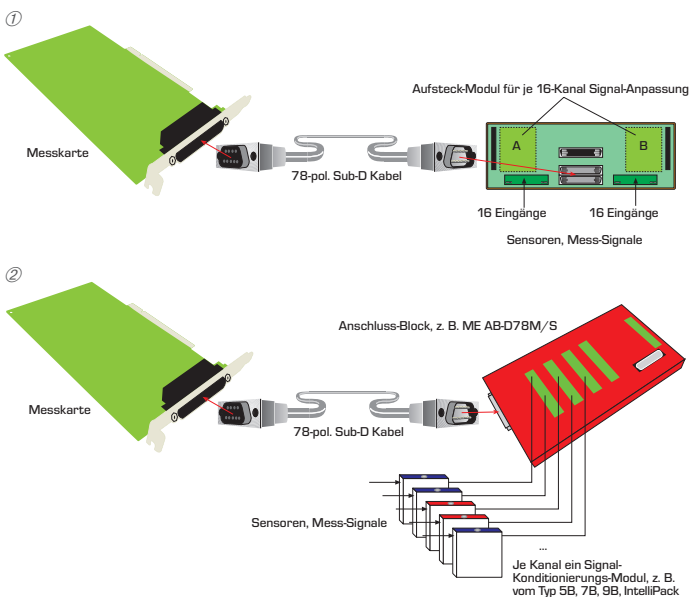 ①
Aufsteck-Modul für je 16-Kanal Signal-Anpassung
A
B
Messkarte
78-pol. Sub-D Kabel
16 Eingänge
16 Eingänge
Sensoren, Mess-Signale
②
Anschluss-Block, z. B. ME AB-D78M/S
Messkarte
78-pol. Sub-D Kabel
Sensoren, Mess-Signale
...
Je Kanal ein Signal-
Konditionierungs-Modul, z. B.
vom Typ 5B, 7B, 9B, IntelliPack